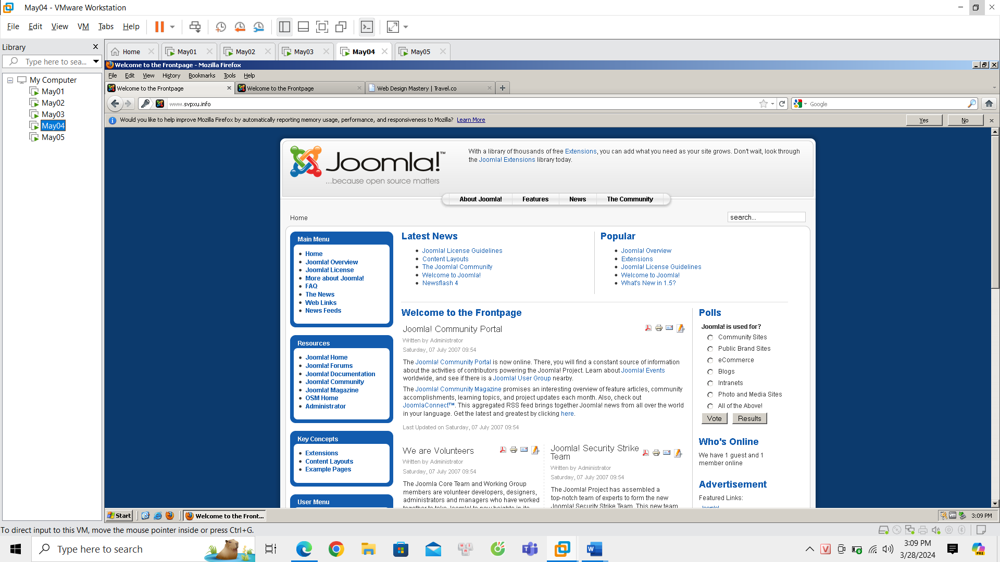 May04 - VMware Workstation
File Edit View VM Tabs Help
Library
Type here to sea...
My Computer
May01
May02
May03
May04
May05
Home May01 May02 May03 May04 May05
Welcome to the Frontpage - Mozilla Firefox
File Edit View History Bookmarks Tools Help
Welcome to the Frontpage
Welcome to the Frontpage
Web Design Mastery | Travel.co
www.svpxu.info
Google
Would you like to help improve Mozilla Firefox by automatically reporting memory usage, performance, and responsiveness to Mozilla? Learn More
Yes No
Joomla!™
...because open source matters
With a library of thousands of free Extensions, you can add what you need as your site grows. Don't wait, look through
the Joomla! Extensions library today.
About Joomla! Features News The Community
Home
search...
Main Menu
Home
Joomla! Overview
Joomla! License
More about Joomla!
FAQ
The News
Web Links
News Feeds
Resources
Joomla! Home
Joomla! Forums
Joomla! Documentation
Joomla! Community
Joomla! Magazine
OSM Home
Administrator
Key Concepts
Extensions
Content Layouts
Example Pages
User Menu
Latest News
Joomla! License Guidelines
Content Layouts
The Joomla! Community
Welcome to Joomla!
Newsflash 4
Popular
Joomla! Overview
Extensions
Joomla! License Guidelines
Welcome to Joomla!
What's New in 1.5?
Welcome to the Frontpage
Joomla! Community Portal
Written by Administrator
Saturday, 07 July 2007 09:54
The Joomla! Community Portal is now online. There, you will find a constant source of information
about the activities of contributors powering the Joomla! Project. Learn about Joomla! Events
worldwide, and see if there is a Joomla! User Group nearby.
The Joomla! Community Magazine promises an interesting overview of feature articles, community
accomplishments, learning topics, and project updates each month. Also, check out
JoomlaConnect™. This aggregated RSS feed brings together Joomla! news from all over the world
in your language. Get the latest and greatest by clicking here.
Last Updated on Saturday, 07 July 2007 09:54
We are Volunteers
Written by Administrator
Saturday, 07 July 2007 09:54
The Joomla Core Team and Working Group
members are volunteer developers, designers,
administrators and managers who have worked
together to take Joomla! to new heights in its
Joomla! Security Strike
Team
Written by Administrator
Saturday, 07 July 2007 09:54
The Joomla! Project has assembled a
top-notch team of experts to form the new
Joomla! Security Strike Team. This new team
Polls
Joomla! is used for?
Community Sites
Public Brand Sites
eCommerce
Blogs
Intranets
Photo and Media Sites
All of the Above!
Vote Results
Who's Online
We have 1 guest and 1
member online
Advertisement
Featured Links:
Joomla!
Start
Welcome to the Front...
3:09 PM
To direct input to this VM, move the mouse pointer inside or press Ctrl+G.
Type here to search
3:09 PM
3/28/2024